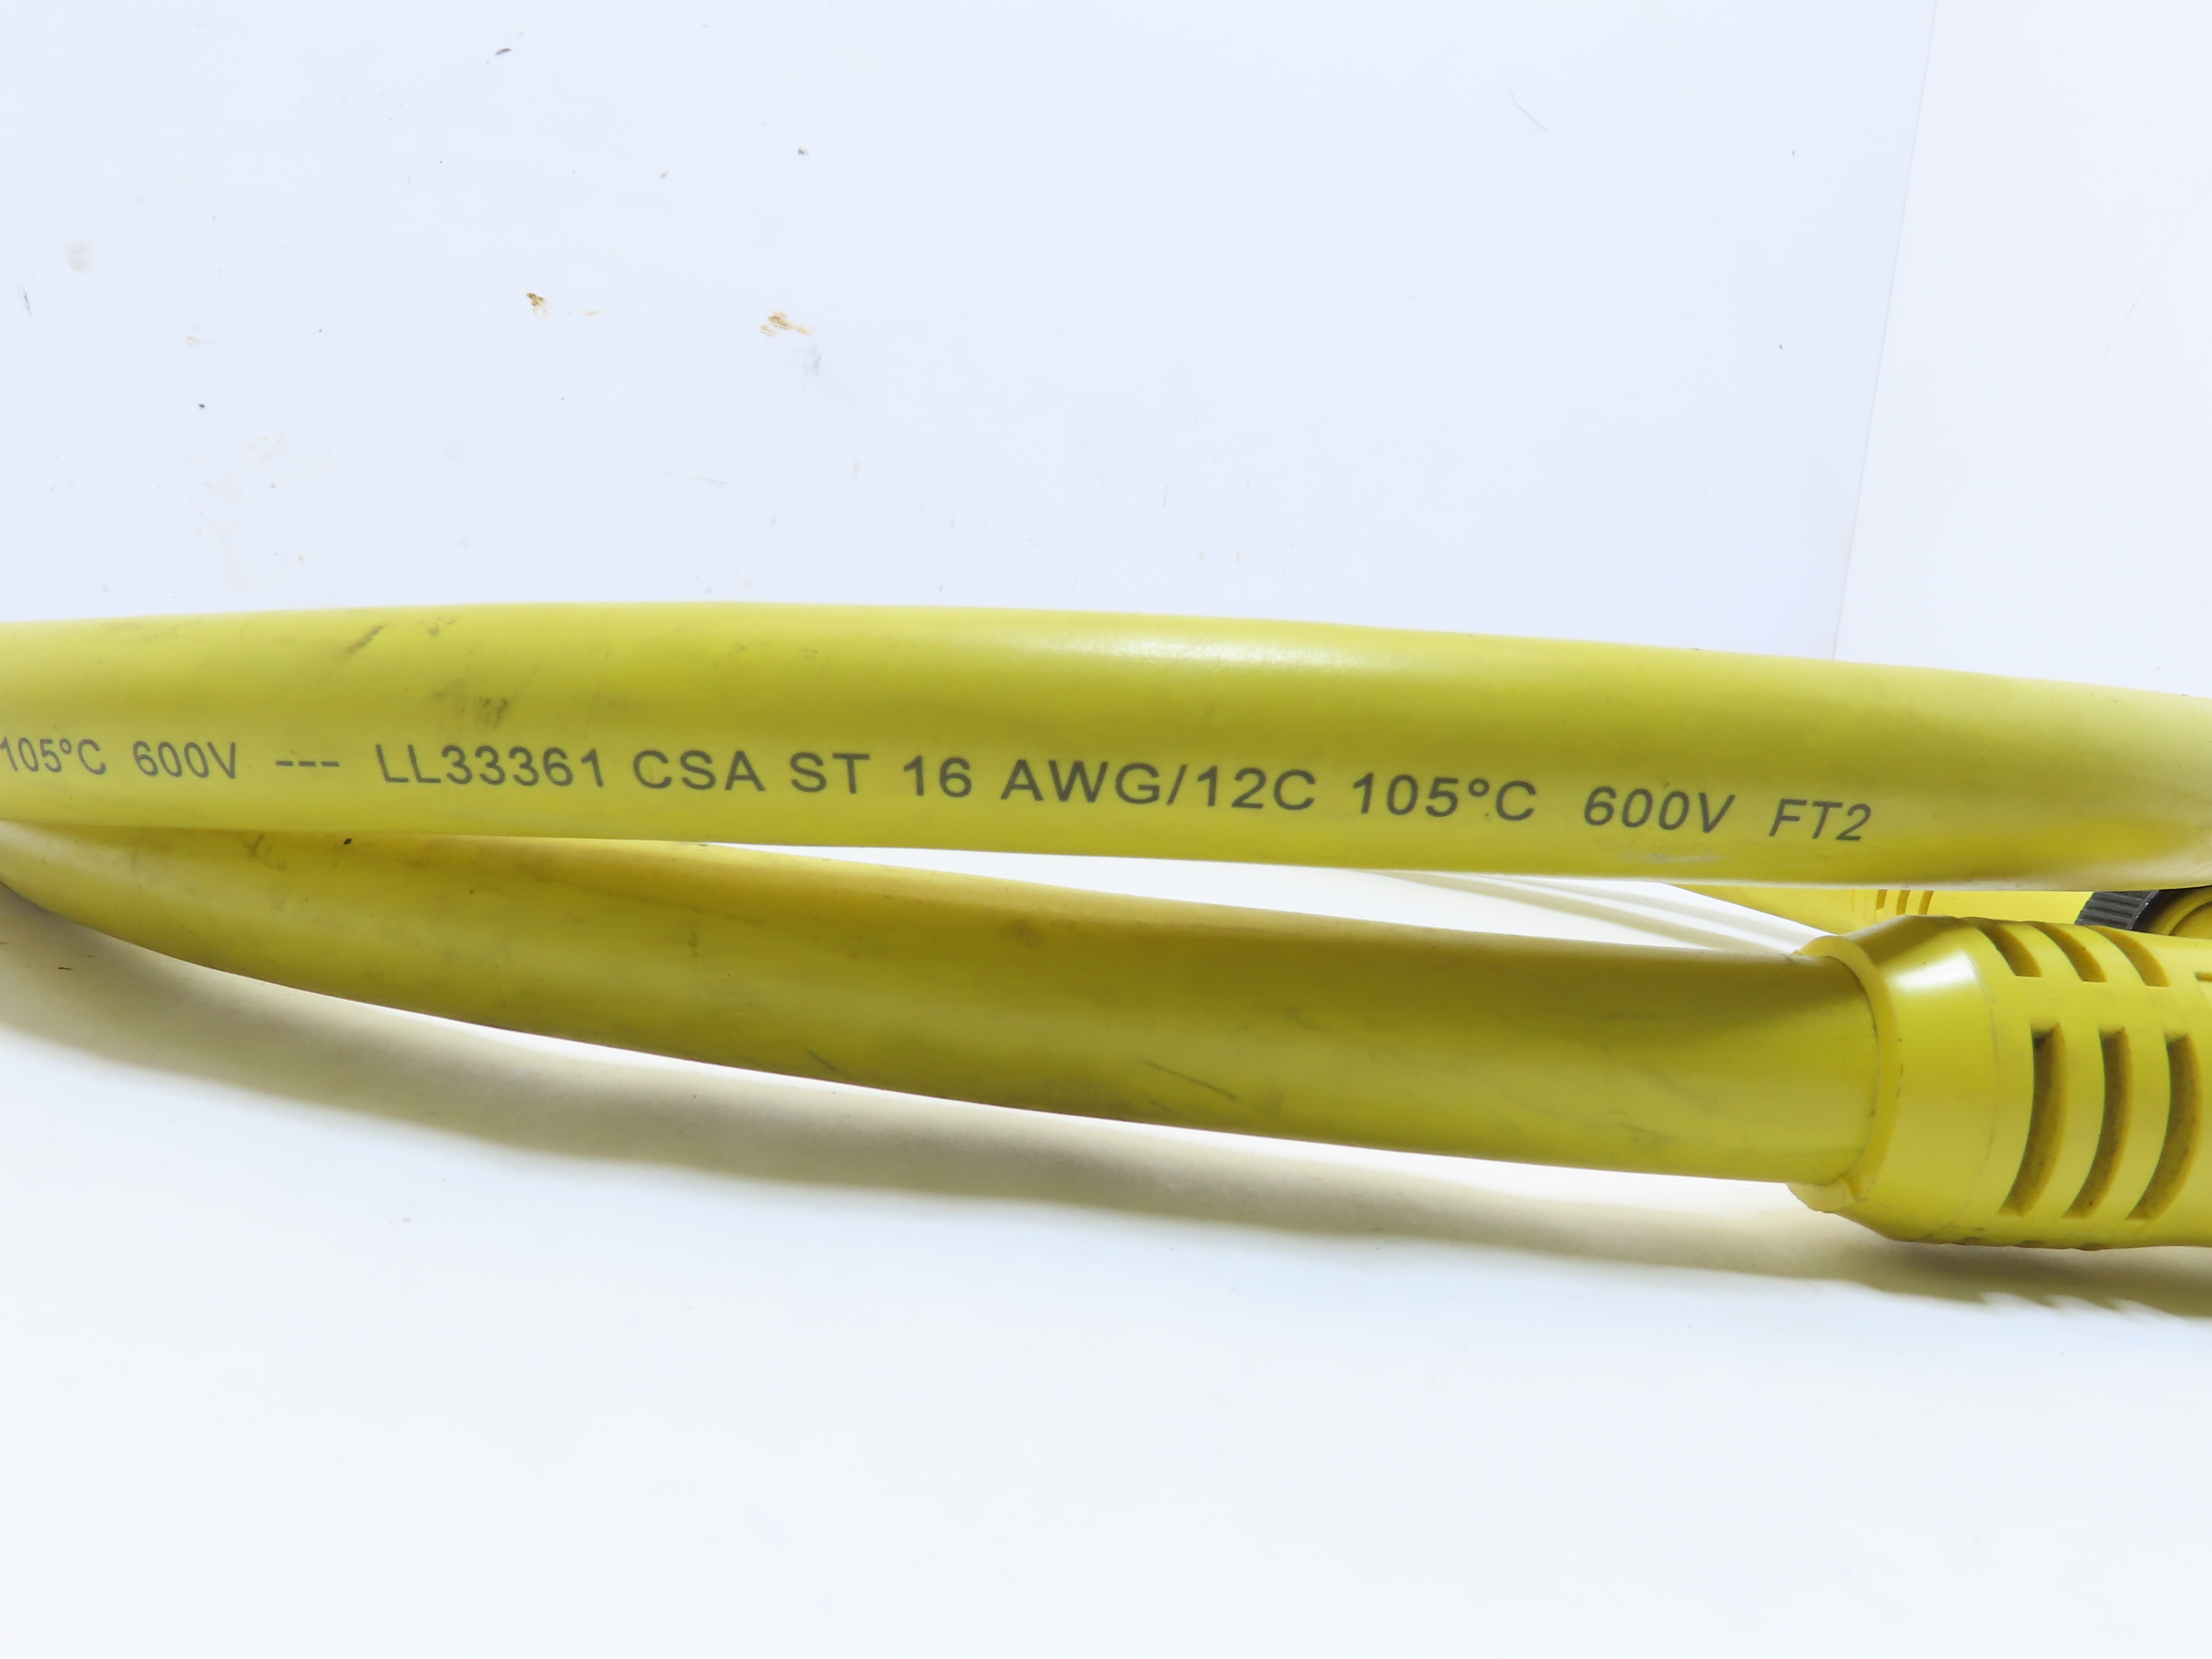 105°C 600V --- LL33361 CSA ST 16 AWG/12C 105°C 600V FT2